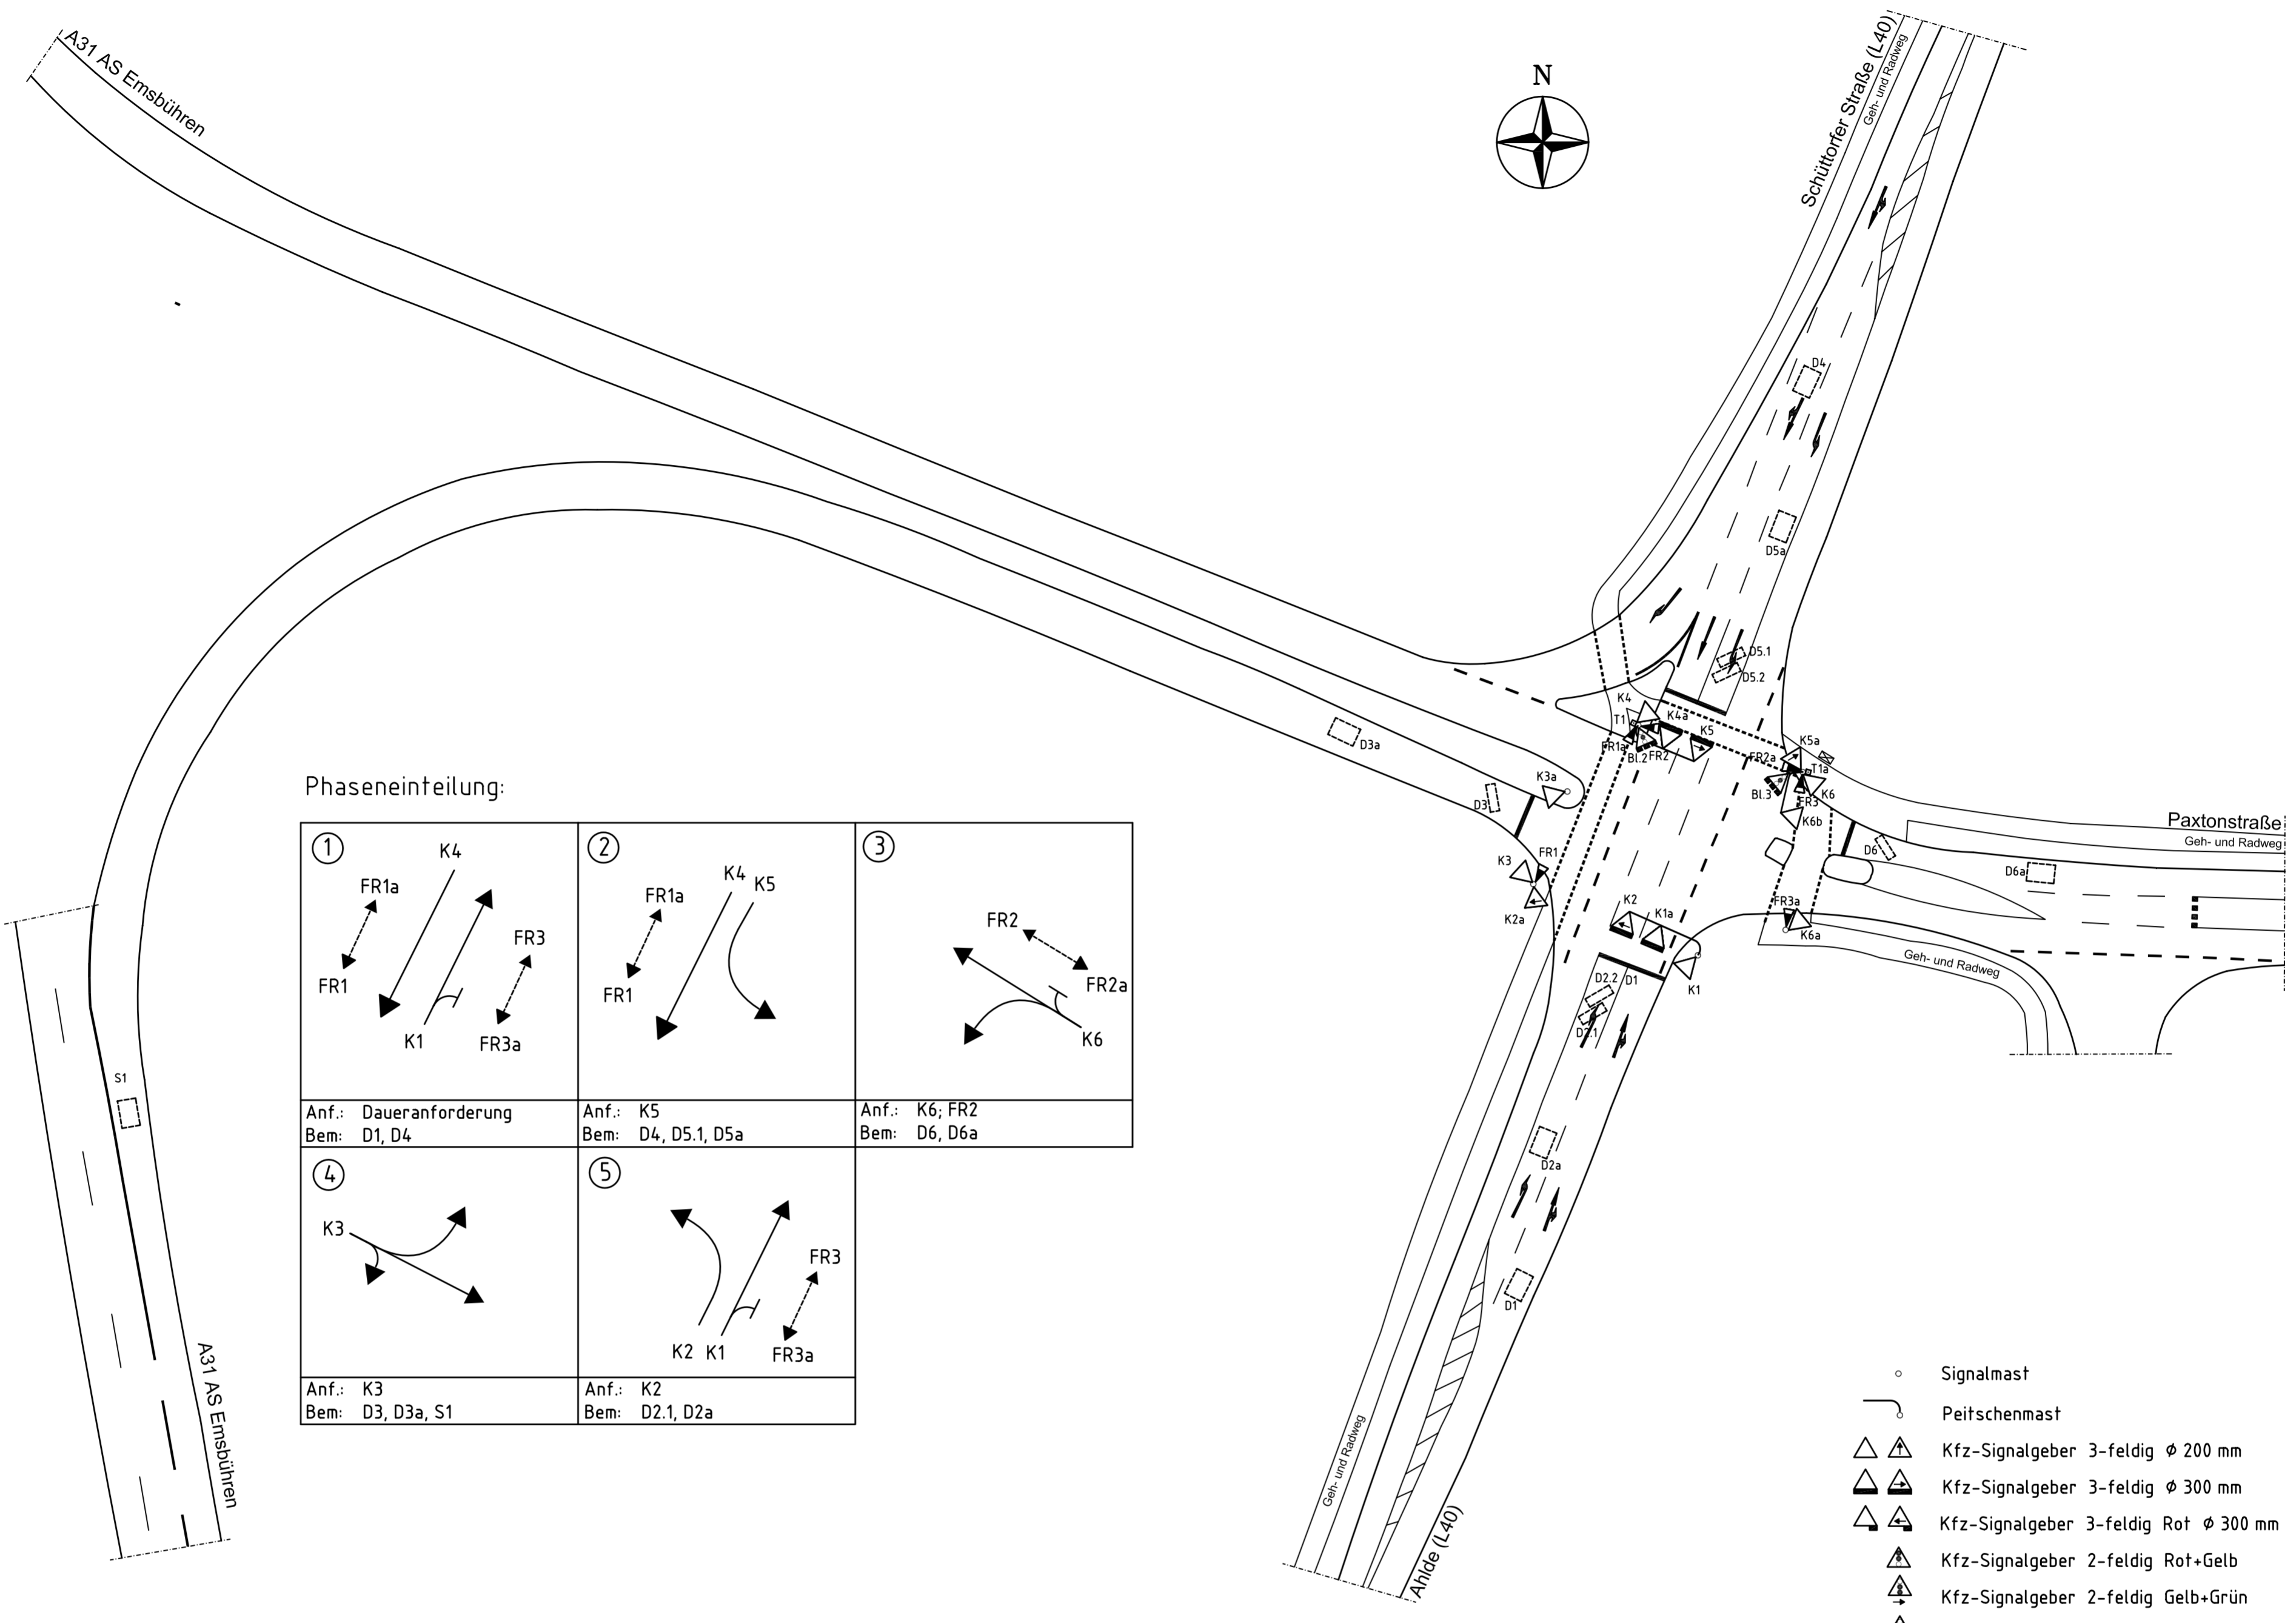 A31 AS Emsbühren
N
Schüttorfer Straße (L40)
Geh- und Radweg
D4
D5a
D5.1
D5.2
K4
T1
K4a
K5
FR1a
Bl.2
FR2
K5a
FR2a
T1a
Bl.3
K6
FR3
K6b
D3a
K3a
D3
Paxtonstraße
Geh- und Radweg
D6
D6a
K3
FR1
K2a
K2
K1a
FR3a
K6a
Geh- und Radweg
D2.2
D1
K1
D2.1
D2a
D1
S1
A31 AS Emsbühren
Geh- und Radweg
Ahlde (L40)
Phaseneinteilung:
1
K4
FR1a
FR3
FR1
K1
FR3a
Anf.: Daueranforderung
Bem: D1, D4
2
K4
K5
FR1a
FR1
Anf.: K5
Bem: D4, D5.1, D5a
3
FR2
FR2a
K6
Anf.: K6; FR2
Bem: D6, D6a
4
K3
Anf.: K3
Bem: D3, D3a, S1
5
FR3
K2
K1
FR3a
Anf.: K2
Bem: D2.1, D2a
Signalmast
Peitschenmast
Kfz-Signalgeber 3-feldig ϕ 200 mm
Kfz-Signalgeber 3-feldig ϕ 300 mm
Kfz-Signalgeber 3-feldig Rot ϕ 300 mm
Kfz-Signalgeber 2-feldig Rot+Gelb
Kfz-Signalgeber 2-feldig Gelb+Grün